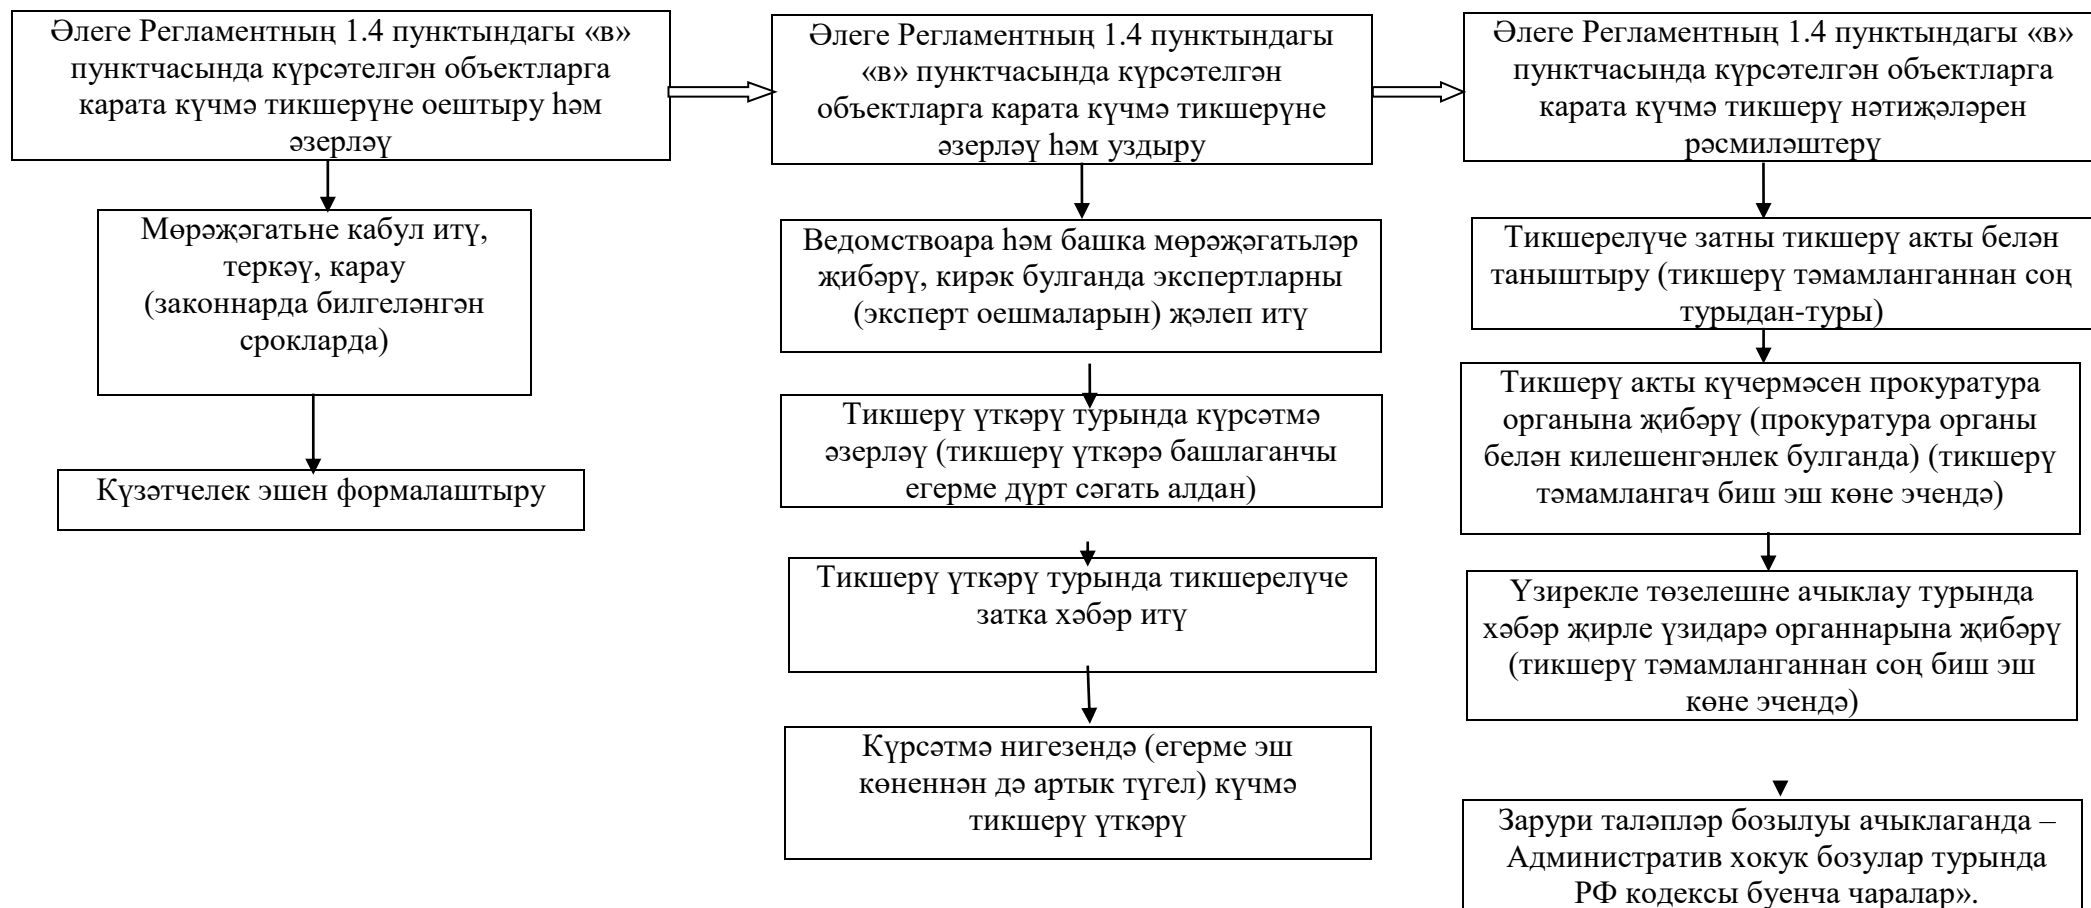 Әлеге Регламентның 1.4 пунктындагы «в»
пунктчасында күрсәтелгән объектларга
карата күчмә тикшерүне оештыру һәм
әзерләү
Мөрәҗәгатьне кабул итү,
теркәү, карау
(законнарда билгеләнгән
срокларда)
Күзәтчелек эшен формалаштыру
Әлеге Регламентның 1.4 пунктындагы
«в» пунктчасында күрсәтелгән
объектларга карата күчмә тикшерүне
әзерләү һәм уздыру
Ведомствоара һәм башка мөрәҗәгатьләр
җибәрү, кирәк булганда экспертларны
(эксперт оешмаларын) җәлеп итү
Тикшерү үткәрү турында күрсәтмә
әзерләү (тикшерү үткәрә башлаганчы
егерме дүрт сәгать алдан)
Тикшерү үткәрү турында тикшерелүче
затка хәбәр итү
Күрсәтмә нигезендә (егерме эш
көненнән дә артык түгел) күчмә
тикшерү үткәрү
Әлеге Регламентның 1.4 пунктындагы «в»
пунктчасында күрсәтелгән объектларга
карата күчмә тикшерү нәтиҗәләрен
рәсмиләштерү
Тикшерелүче затны тикшерү акты белән
таныштыру (тикшерү тәмамланганнан соң
турыдан-туры)
Тикшерү акты күчермәсен прокуратура
органына җибәрү (прокуратура органы
белән килешенгәнлек булганда) (тикшерү
тәмамлангач биш эш көне эчендә)
Үзирекле төзелешне ачыклау турында
хәбәр җирле үзидарә органнарына җибәрү
(тикшерү тәмамланганнан соң биш эш
көне эчендә)
Зарури таләпләр бозылуы ачыклаганда –
Административ хокук бозулар турында
РФ кодексы буенча чаралар».